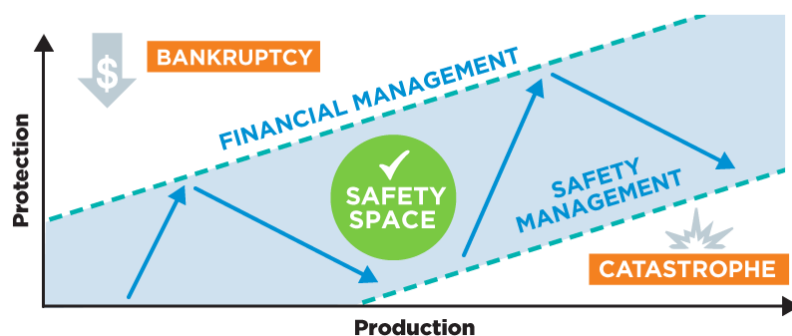 $
BANKRUPTCY
FINANCIAL MANAGEMENT
Protection
SAFETY
SPACE
SAFETY
MANAGEMENT
CATASTROPHE
Production